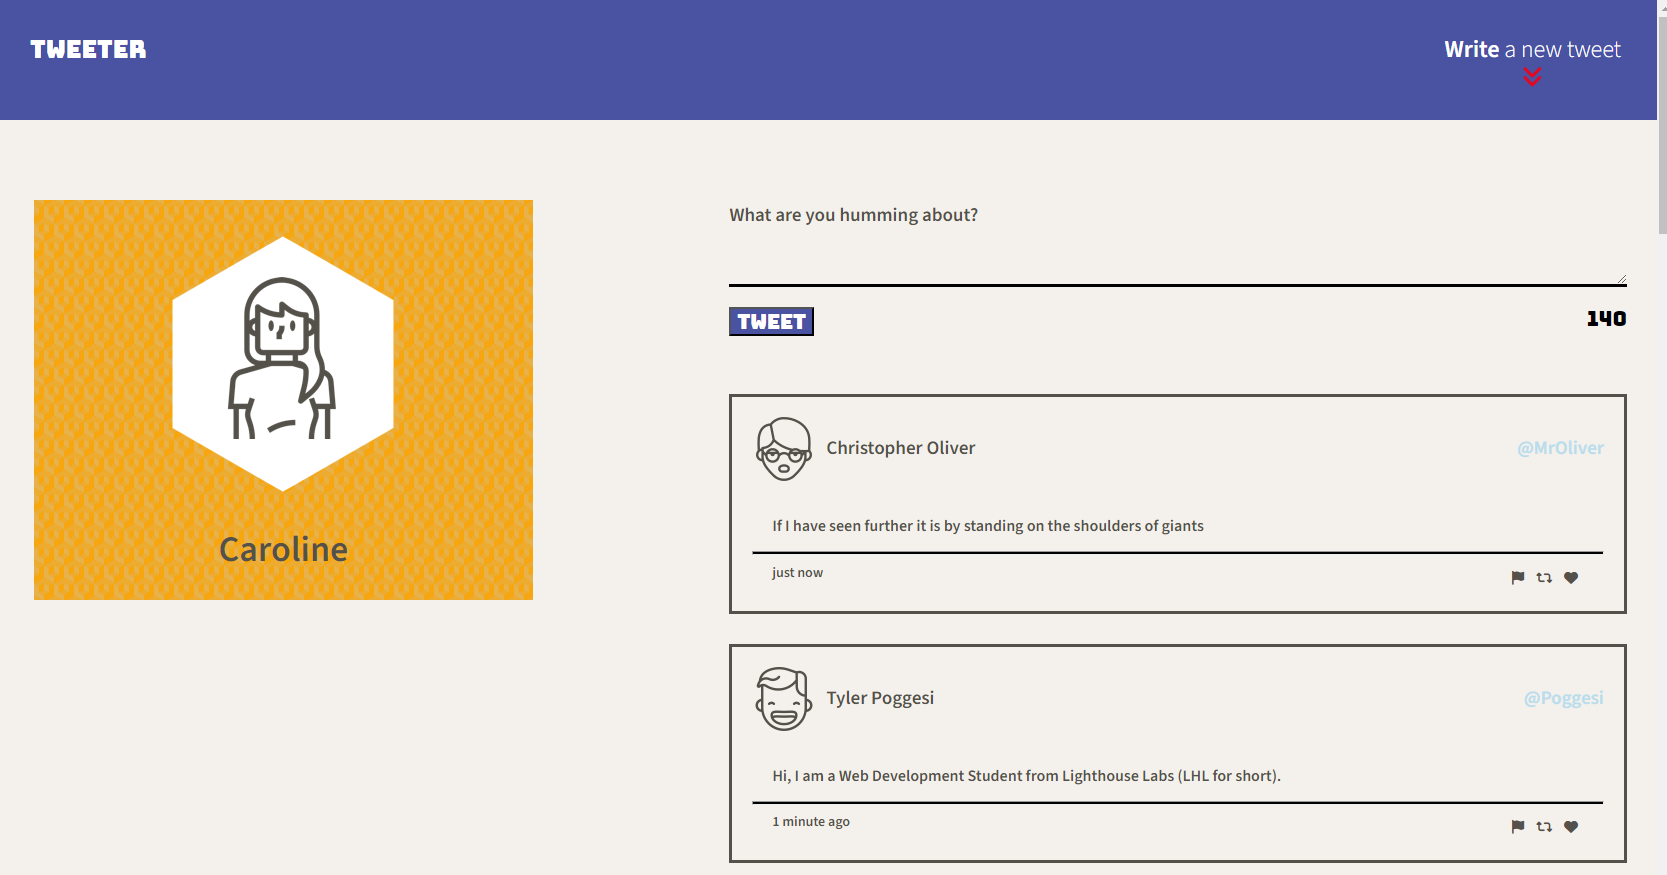 TWEETER
Write a new tweet
Caroline
What are you humming about?
TWEET
140
Christopher Oliver
@MrOliver
If I have seen further it is by standing on the shoulders of giants
just now
Tyler Poggesi
@Poggesi
Hi, I am a Web Development Student from Lighthouse Labs (LHL for short).
1 minute ago